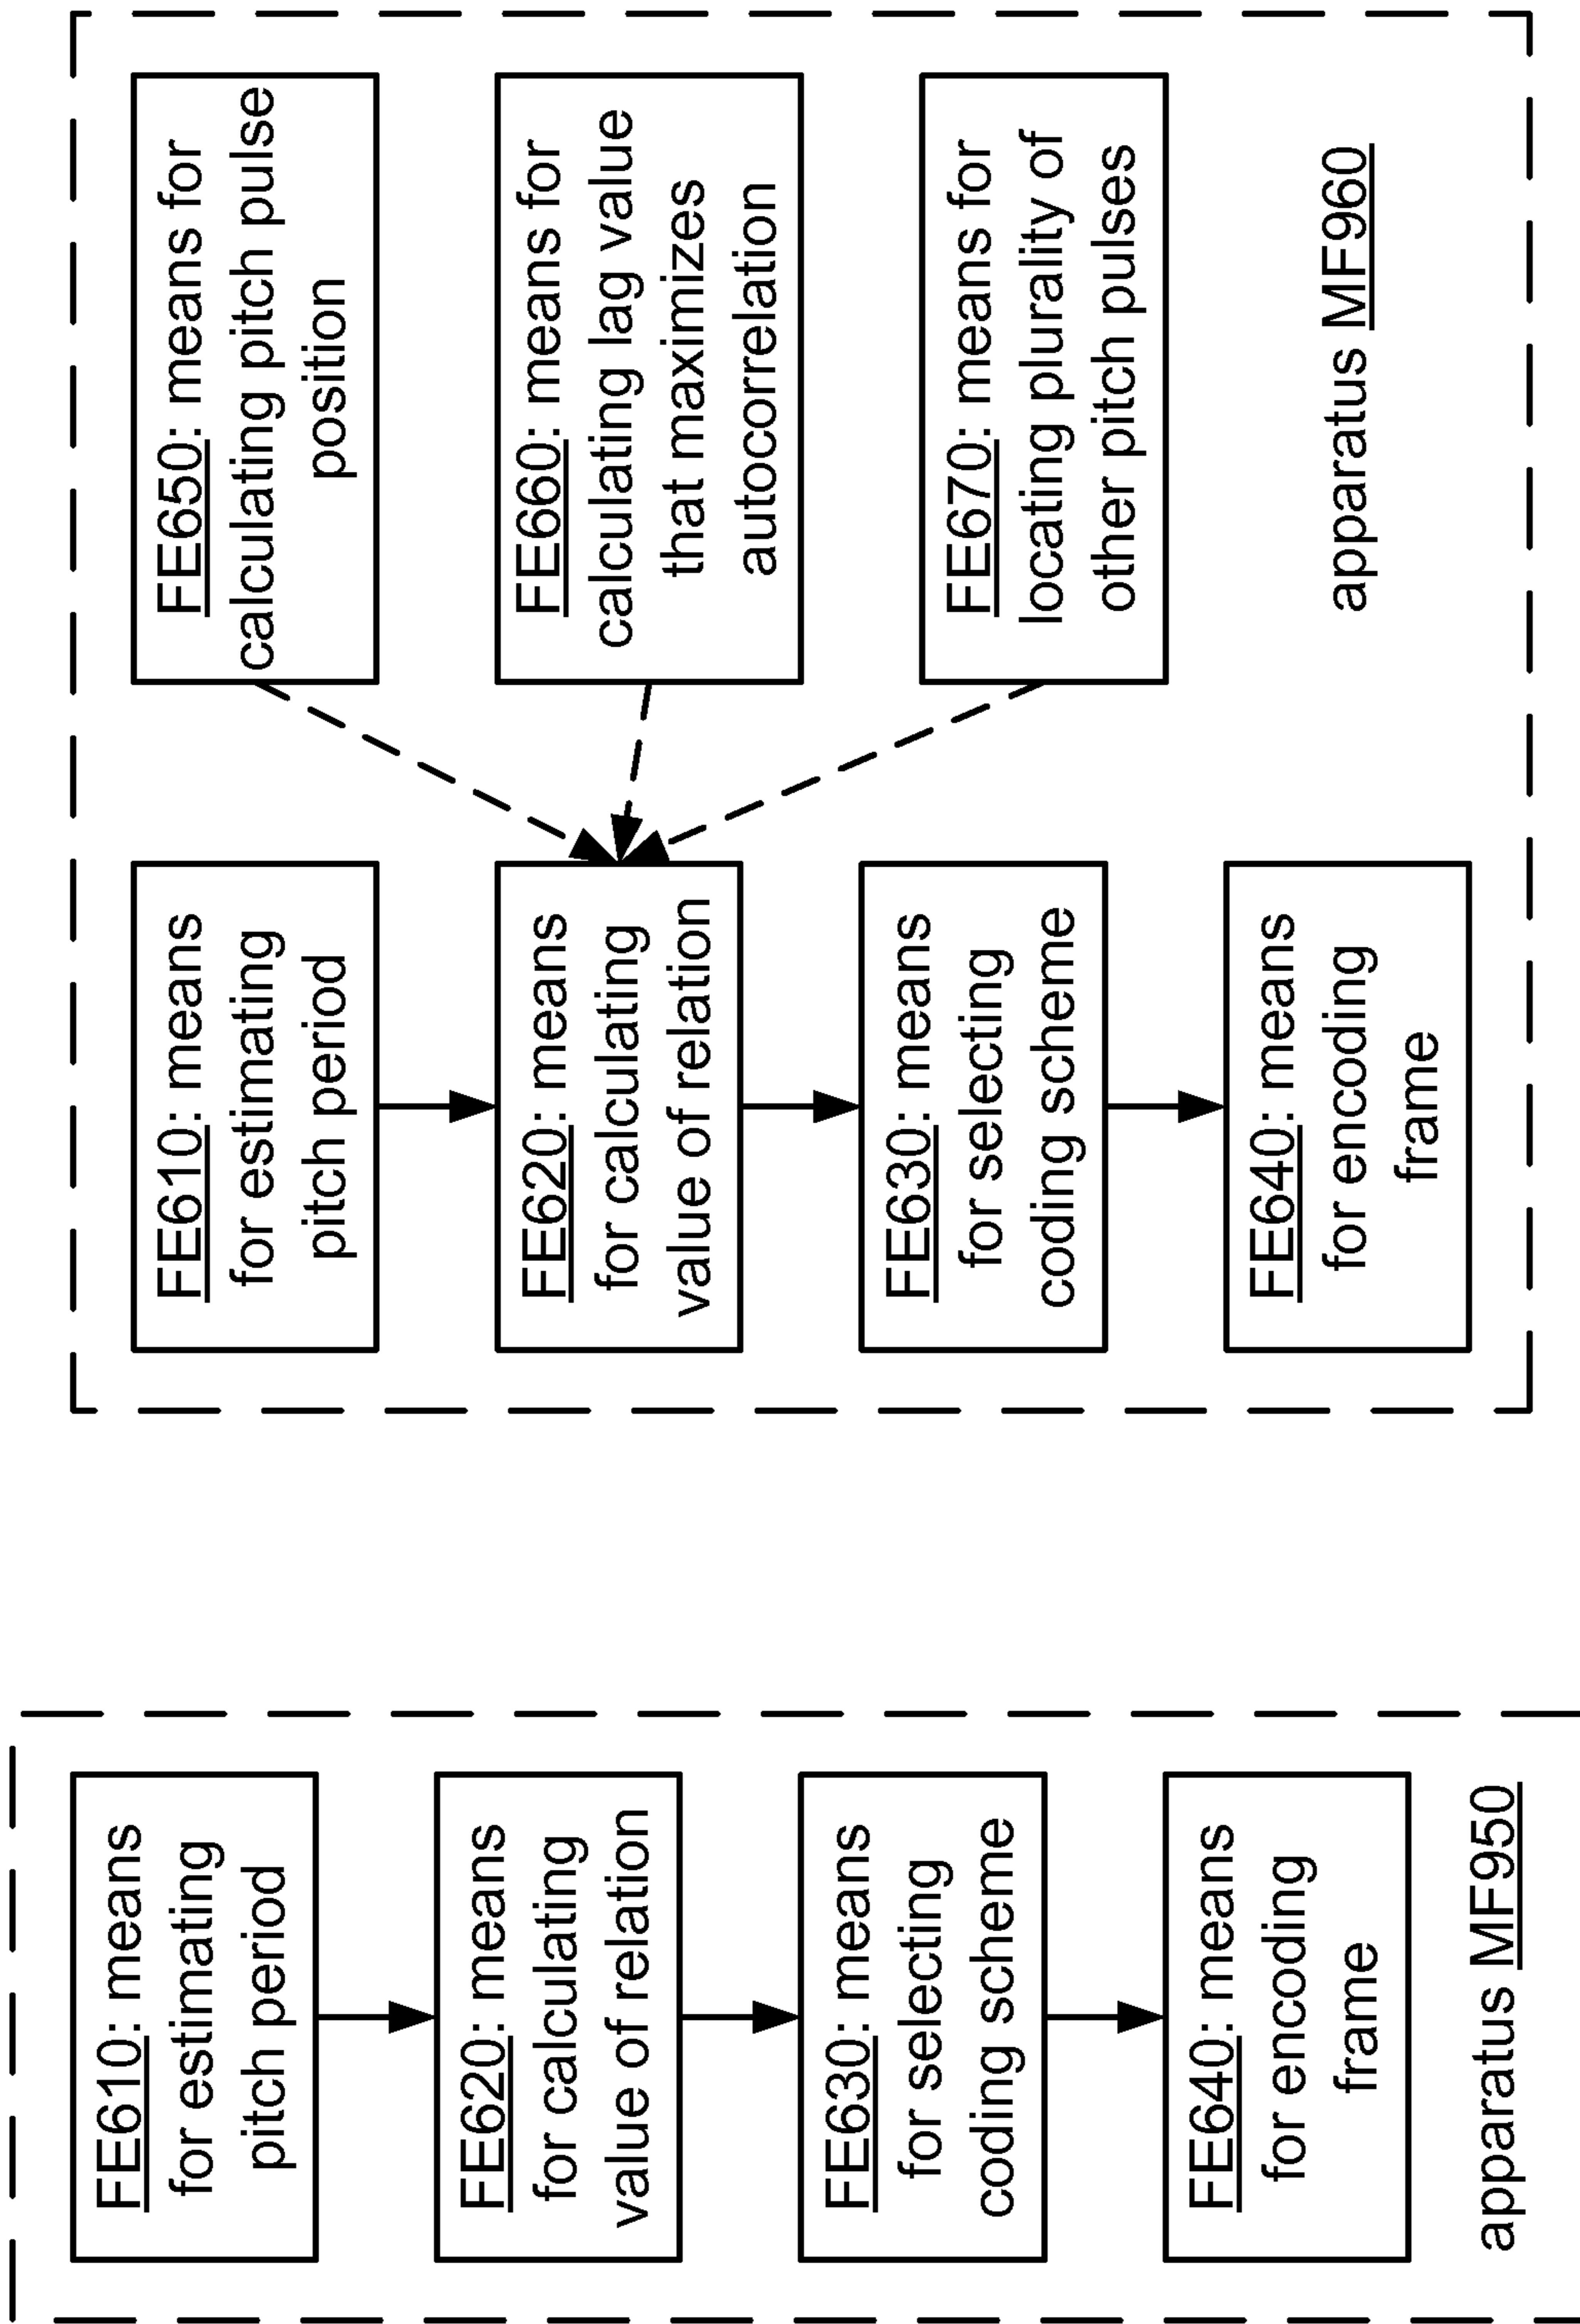 FE610: means
for estimating
pitch period
FE620: means
for calculating
value of relation
FE630: means
for selecting
coding scheme
FE640: means
for encoding
frame
apparatus MF950
FE610: means
for estimating
pitch period
FE620: means
for calculating
value of relation
FE630: means
for selecting
coding scheme
FE640: means
for encoding
frame
FE650: means for
calculating pitch pulse
position
FE660: means for
calculating lag value
that maximizes
autocorrelation
FE670: means for
locating plurality of
other pitch pulses
apparatus MF960